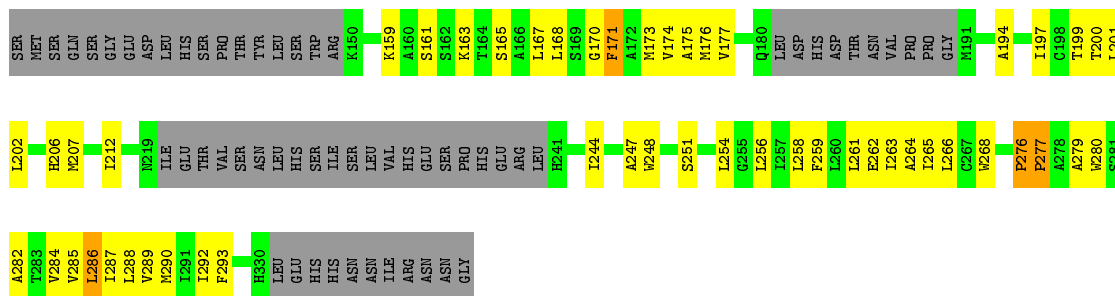 SER MET SER GLN SER GLY GLU ASP LEU HIS SER PRO THR TYR LEU SER TRP ARG K150 K159 A160 S161 S162 K163 T164 S165 A166 L167 L168 S169 G170 F171 A172 M173 V174 A175 M176 V177 Q180 LEU ASP HIS ASP THR ASN VAL PRO PRO GLY M191 A194 I197 C198 T199 T200 L201
L202 H206 M207 I212 N219 ILE GLU THR VAL SER ASN LEU HIS SER ILE SER LEU VAL HIS GLU SER PRO HIS GLU ARG LEU H241 I244 A247 W248 S251 L254 G255 L256 I257 L258 F259 L260 L261 E262 I263 A264 I265 L266 C267 W268 P276 P277 A278 A279 W280 S281
A282 T283 V284 V285 L286 I287 L288 V289 M290 I291 I292 F293 H330 LEU GLU HIS HIS ASN ASN ILE ARG ASN ASN GLY